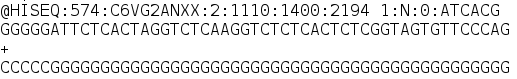 @HISEQ:574:C6VG2ANXX:2:1110:1400:2194 1:N:0:ATCACG
GGGGGATTCTCACTAGGTCTCAAGGTCTCTCACTCTCGGTAGTGTTCCCAG
+
CCCCCGGGGGGGGGGGGGGGGGGGGGGGGGGGGGGGGGGGGGGGGGGGGGG